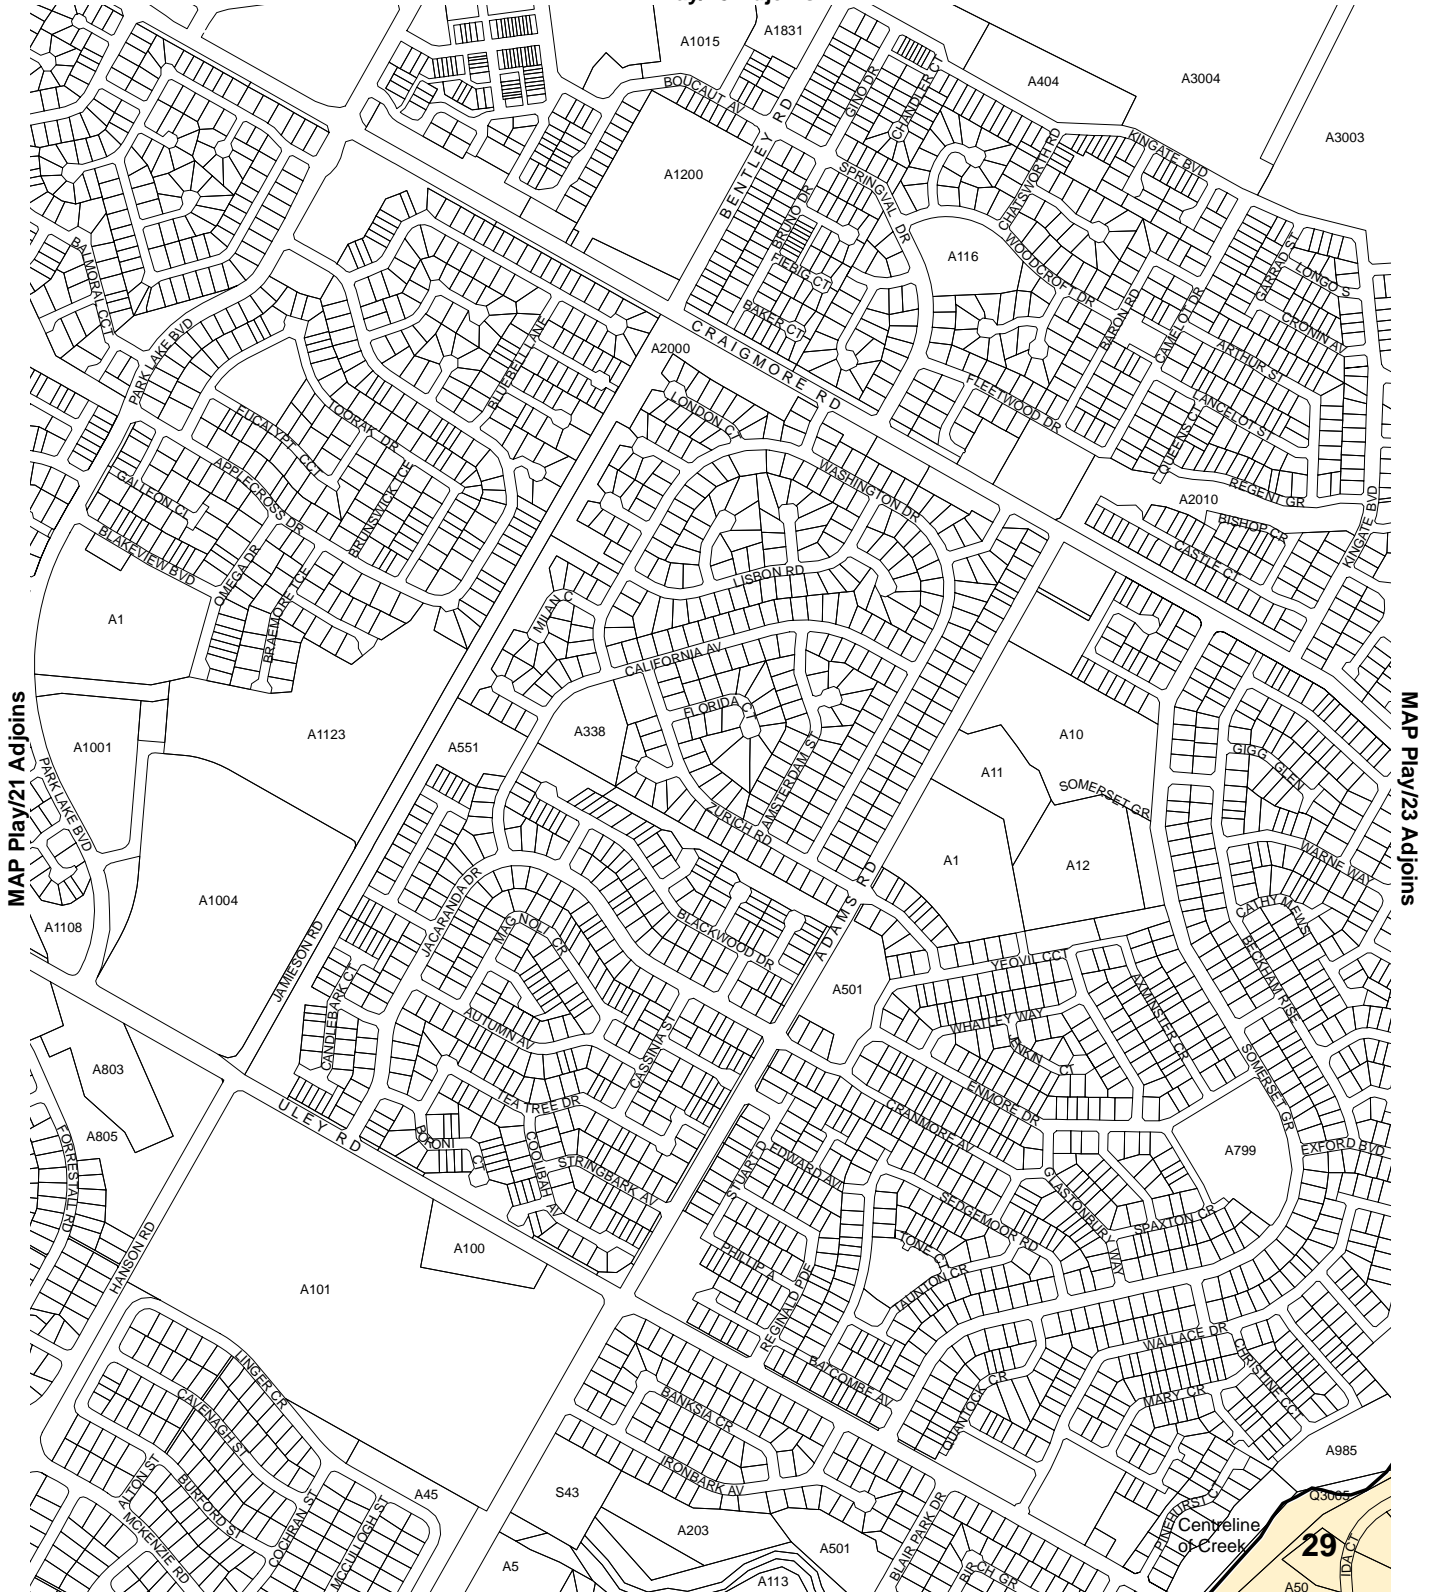 A1015
A1831
A404
A3004
A3003
BOUCAUT AV
GINO DR
CHANDLER CT
KINGATE BVD
A1200
BENTLEY RD
SPRINGVAL DR
CHATSWORTH RD
BRUNO DR
FIEBIG CT
BAKER CT
A116
WOODCROFT DR
BARON RD
CAMELOT DR
GARRAD ST
LONGO S
CRONIN AV
ARTHUR ST
LANCELOT S
QUEENS CT
FLEETWOOD DR
REGENT GR
A2010
BISHOP CR
CASTLE CT
KINGATE BVD
BALMORAL CCT
PARK LAKE BVD
BLUEBELL LANE
A2000
CRAIGMORE RD
LONDON CT
WASHINGTON DR
EUCALYPT CCT
TOORAK DR
APPLECROSS DR
GALLEON CL
BRUNSWICK TCE
BLAKEVIEW BVD
OMEGA DR
BRAEMORE TCE
A1
LISBON RD
MILAN C
CALIFORNIA AV
FLORIDA C
AMSTERDAM ST
ZURICH RD
MAP Play/21 Adjoins
MAP Play/23 Adjoins
A1001
A1123
A551
A338
A10
A11
SOMERSET GR
GIGG GLEN
PARK LAKE BVD
A1
A12
WARNE WAY
A1004
A1108
JAMIESON RD
ADAMS RD
JACARANDA DR
MAGNOLI CR
BLACKWOOD DR
CATHY MEWS
BECKHAM RISE
YEOVIL CCT
AXMINSTER CR
A501
WHATLEY WAY
ENKIN CT
CANDLEBARK CT
AUTUMN AV
CASSINIA ST
SOMERSET GR
ENMORE DR
CRANMORE AV
TEA TREE DR
A803
A805
ULEY RD
BORONI CT
COOLIBAH AV
STRINGBARK AV
STUART D
EDWARD AV
A799
EXFORD BVD
GLASTONBURY WAY
SPAXTON CR
SEDGEMOOR RD
FORRESTALL RD
HANSON RD
A100
A101
TONE C
TAUNTON CR
PHILLIP A
REGINALD PDE
BATCOMBE AV
WALLACE DR
CHRISTINE CCT
MARY CR
QUANTOCK CR
LINGER CR
CAVENAGH ST
BANKSIA CR
IRONBARK AV
A985
ALTON ST
BURFORD ST
MCKENZIE RD
COCHRAN ST
MCCULLOGH ST
A45
S43
A203
A501
A5
A113
BLAIR PARK DR
BIRCH GR
PINEHURST CT
Centreline
of Creek
Q3005
29
IDA CT
A50